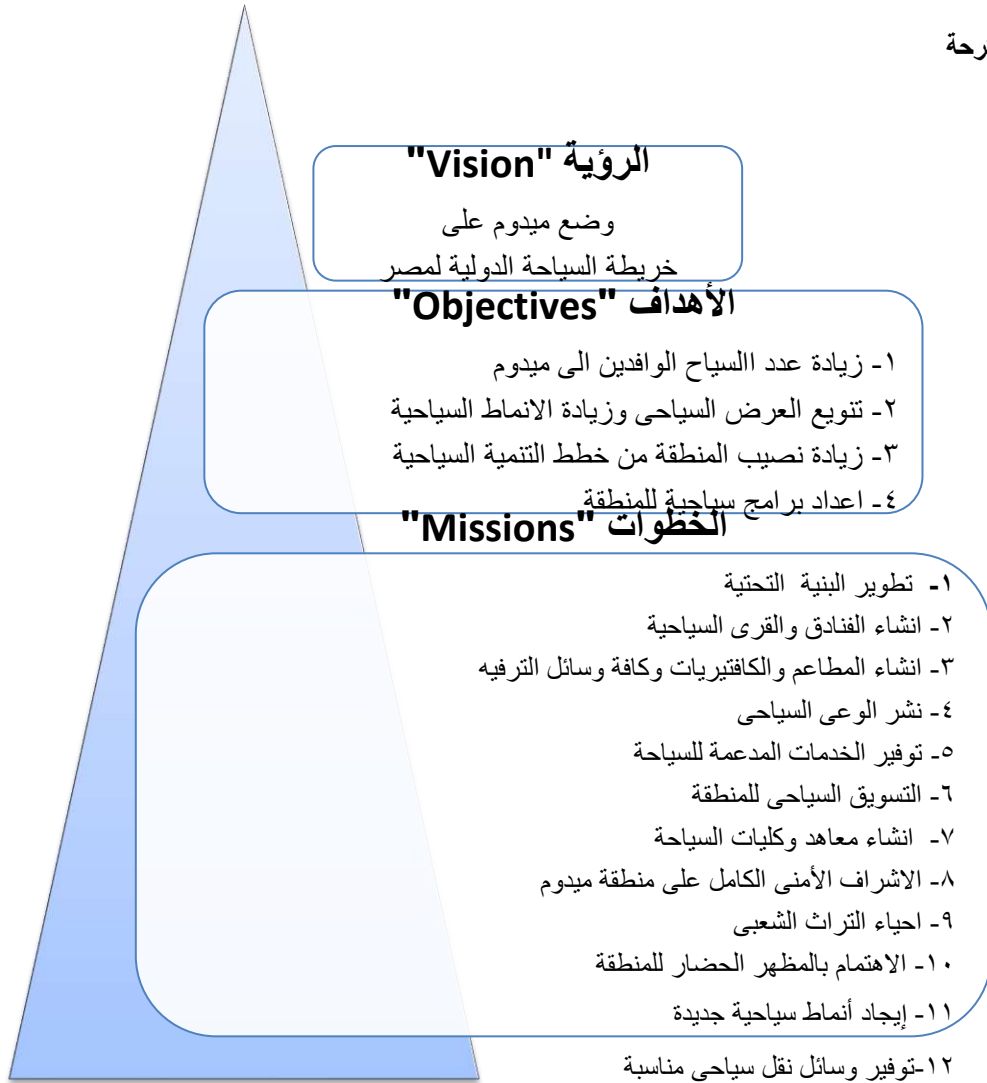 رحة
الرؤية "Vision"
وضع ميدوم على
خريطة السياحة الدولية لمصر
الأهداف "Objectives"
١- زيادة عدد االسياح الوافدين الى ميدوم
٢- تنويع العرض السياحى وزيادة الانماط السياحية
٣- زيادة نصيب المنطقة من خطط التنمية السياحية
٤- اعداد برامج سياحية للمنطقة
الخطوات "Missions"
١- تطوير البنية التحتية
٢- انشاء الفنادق والقرى السياحية
٣- انشاء المطاعم والكافتيريات وكافة وسائل الترفيه
٤- نشر الوعى السياحى
٥- توفير الخدمات المدعمة للسياحة
٦- التسويق السياحى للمنطقة
٧- انشاء معاهد وكليات السياحة
٨- الاشراف الأمنى الكامل على منطقة ميدوم
٩- احياء التراث الشعبى
١٠- الاهتمام بالمظهر الحضار للمنطقة
١١- إيجاد أنماط سياحية جديدة
١٢-توفير وسائل نقل سياحى مناسبة